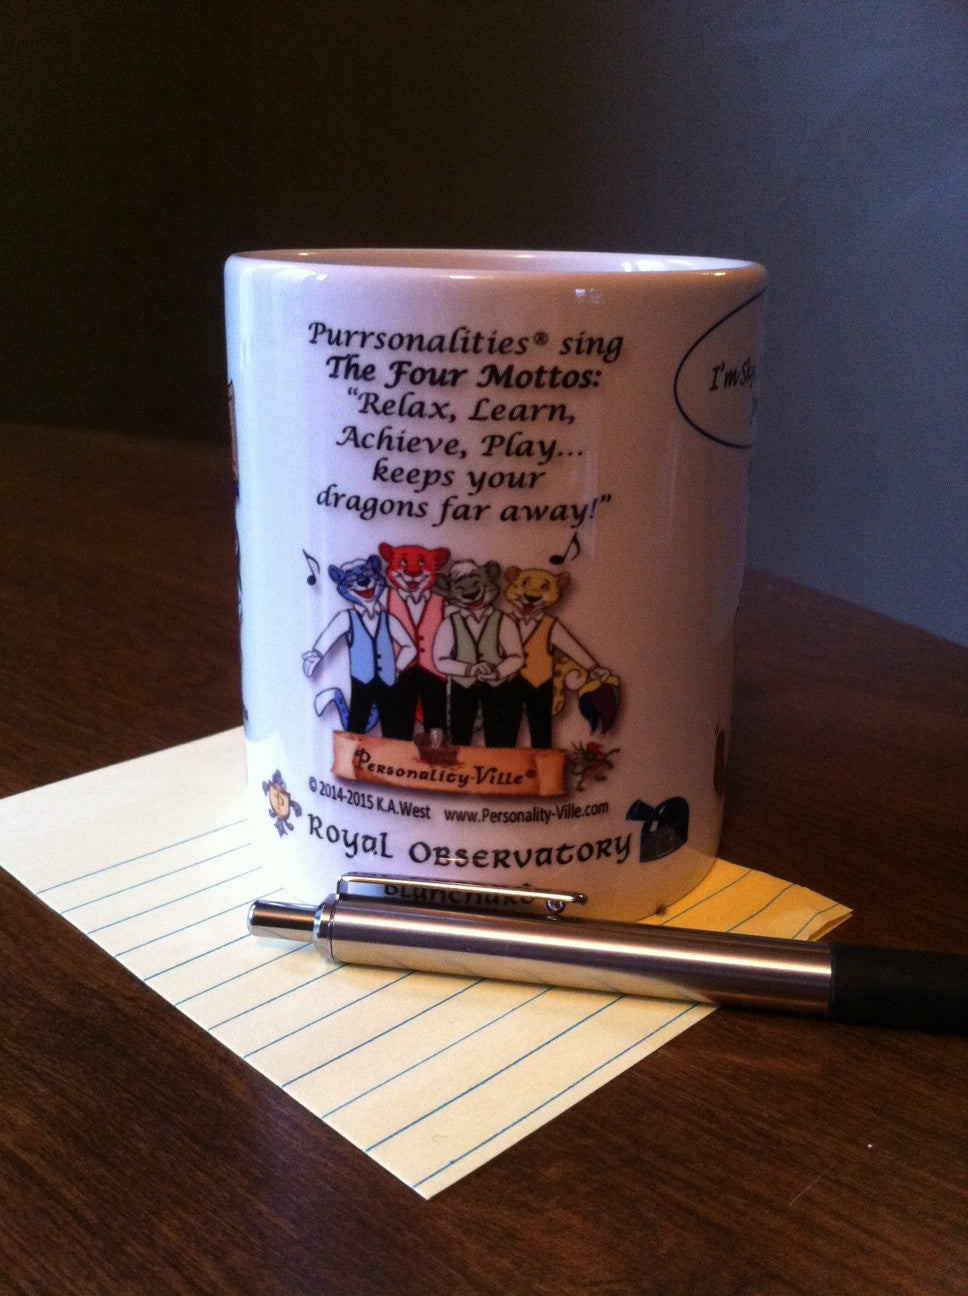 Purrsonalities® sing
The Four Mottos:
"Relax, Learn,
Achieve, Play...
keeps your
dragons far away!"
I'm Sky
Personality-Ville®
© 2014-2015 K.A.West www.Personality-Ville.com
Royal Observatory